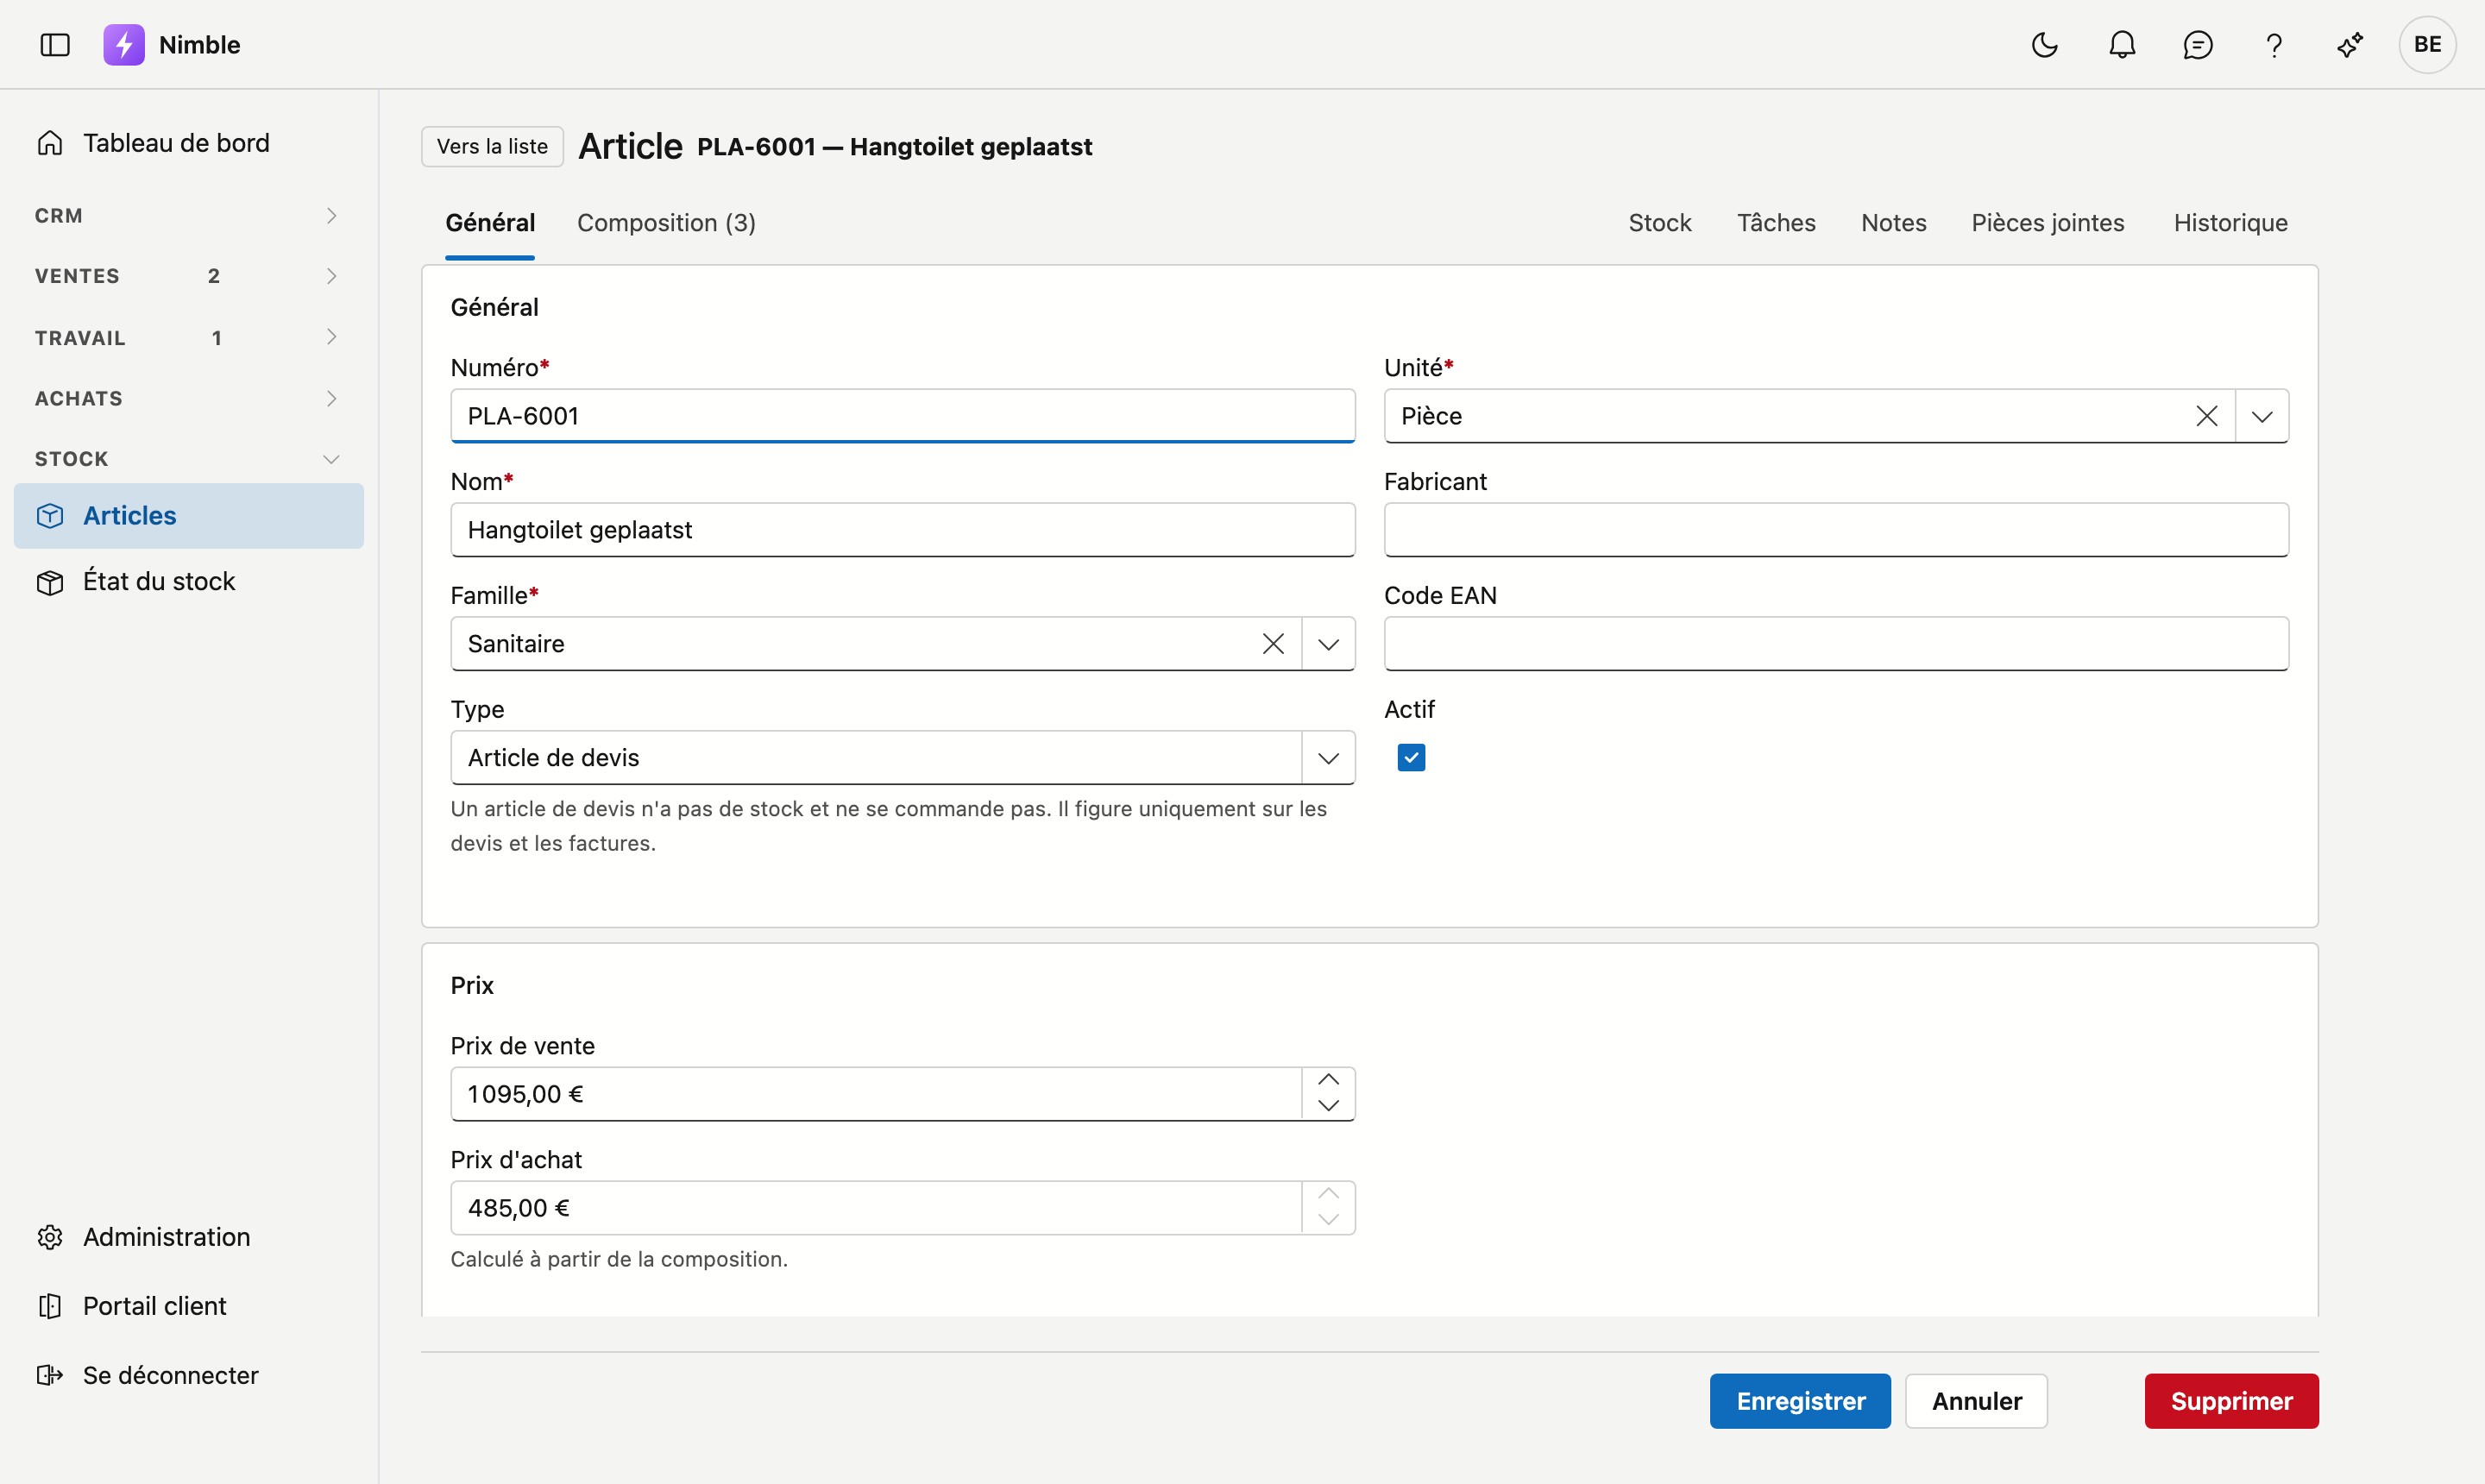 Nimble
BE
Tableau de bord
CRM
VENTES 2
TRAVAIL 1
ACHATS
STOCK
Articles
État du stock
Administration
Portail client
Se déconnecter
Vers la liste Article PLA-6001 — Hangtoilet geplaatst
Général Composition (3) Stock Tâches Notes Pièces jointes Historique
Général
Numéro*
PLA-6001
Unité*
Pièce
Nom*
Hangtoilet geplaatst
Fabricant
Famille*
Sanitaire
Code EAN
Type
Article de devis
Un article de devis n'a pas de stock et ne se commande pas. Il figure uniquement sur les
devis et les factures.
Actif
Prix
Prix de vente
1 095,00 €
Prix d'achat
485,00 €
Calculé à partir de la composition.
Enregistrer Annuler Supprimer